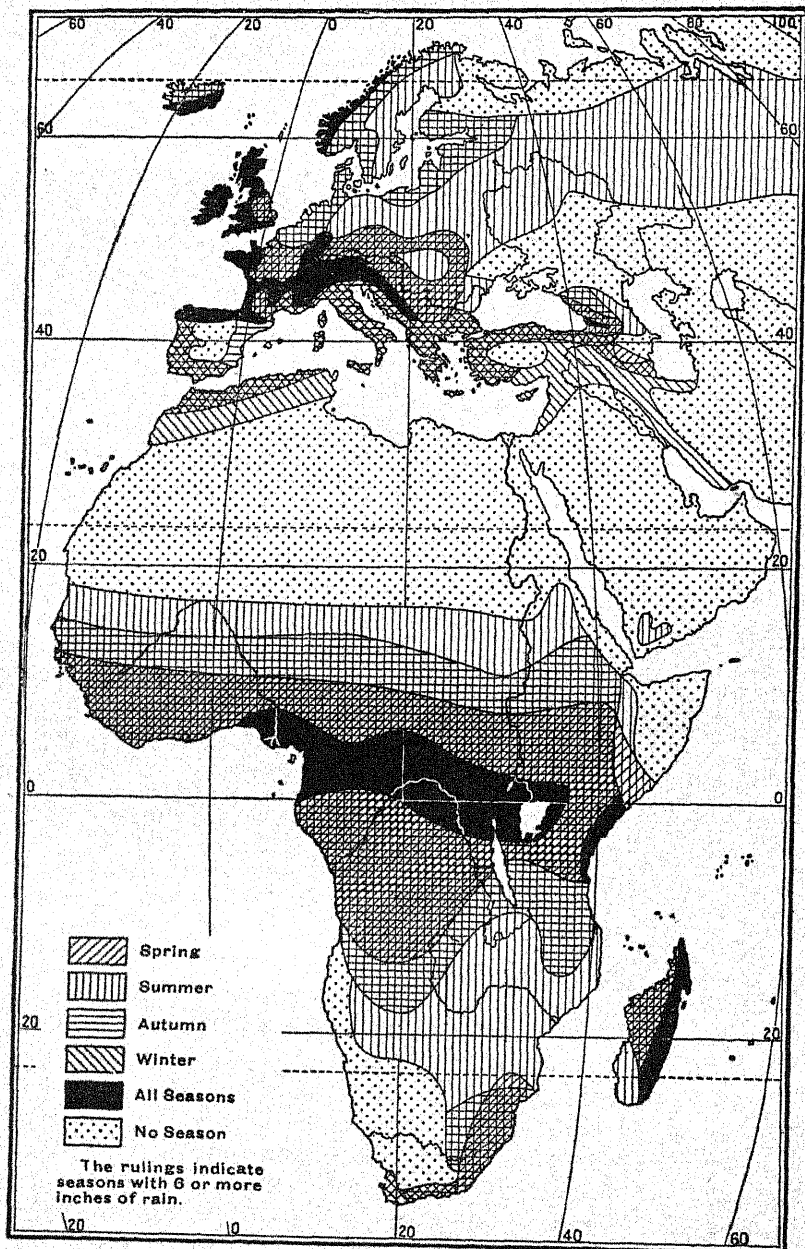 60 40 20 0 20 40 60 80 100
60 60
40 40
20 20
0 0
Spring
Summer
Autumn
Winter
All Seasons
No Season
The rulings indicate
seasons with 6 or more
inches of rain.
20 20
20 0 20 40 60